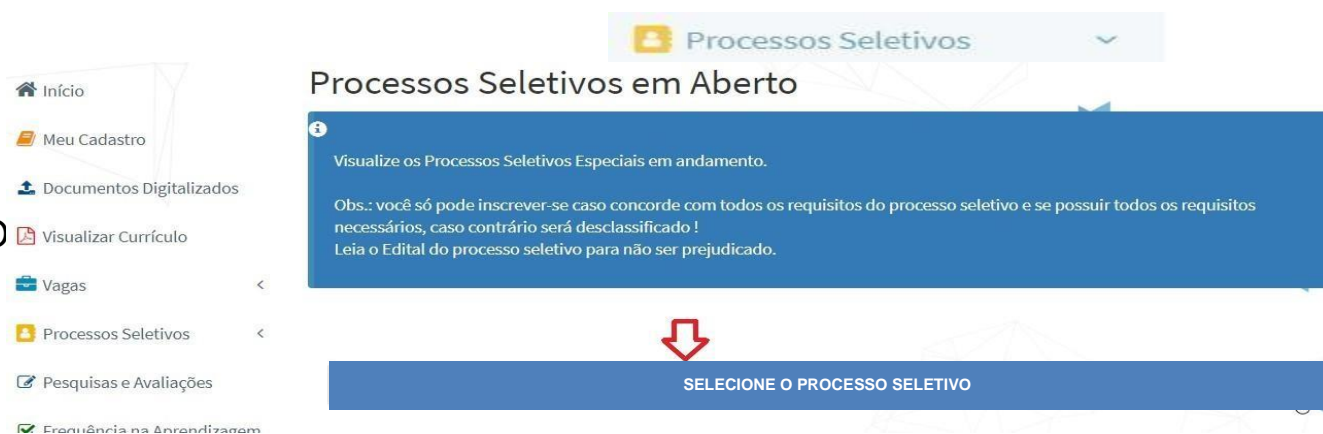 Processos Seletivos
Início
Meu Cadastro
Documentos Digitalizados
Visualizar Currículo
Vagas
Processos Seletivos
Pesquisas e Avaliações
Frequência na Aprendizagem
Processos Seletivos em Aberto
Visualize os Processos Seletivos Especiais em andamento.
Obs.: você só pode inscrever-se caso concorde com todos os requisitos do processo seletivo e se possuir todos os requisitos
necessários, caso contrário será desclassificado !
Leia o Edital do processo seletivo para não ser prejudicado.
SELECIONE O PROCESSO SELETIVO